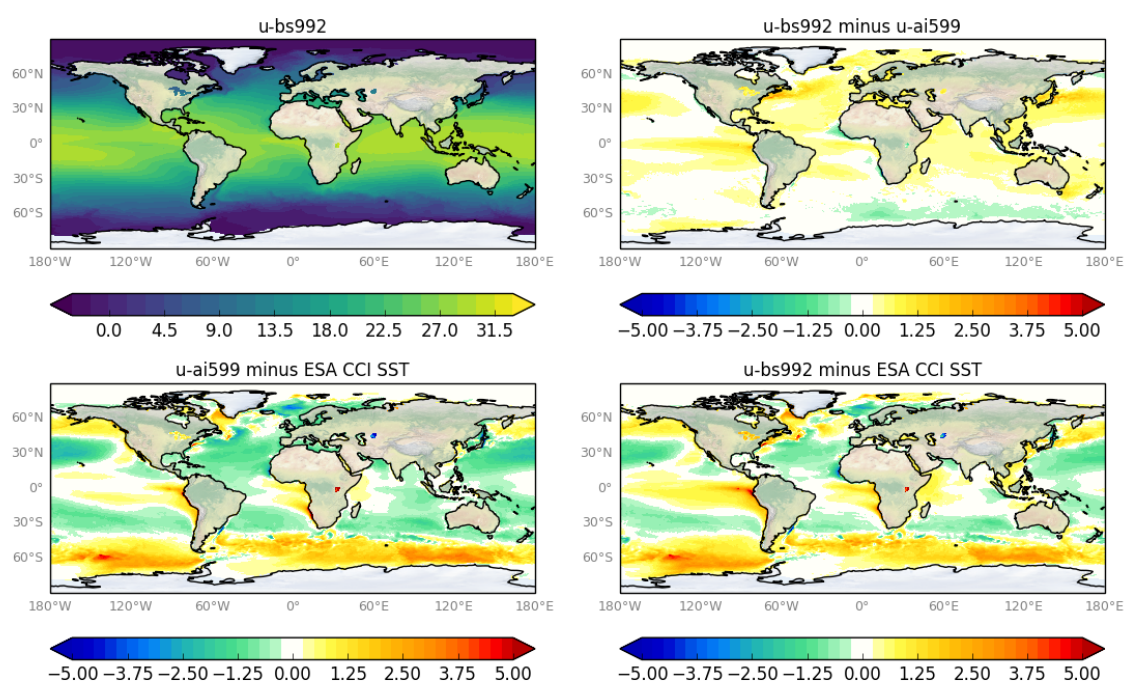 u-bs992
u-bs992 minus u-ai599
60°N
30°N
0°
30°S
60°S
60°N
30°N
0°
30°S
60°S
180°W 120°W 60°W 0° 60°E 120°E 180°E
180°W 120°W 60°W 0° 60°E 120°E 180°E
0.0 4.5 9.0 13.5 18.0 22.5 27.0 31.5
−5.00 −3.75 −2.50 −1.25 0.00 1.25 2.50 3.75 5.00
u-ai599 minus ESA CCI SST
u-bs992 minus ESA CCI SST
60°N
30°N
0°
30°S
60°S
60°N
30°N
0°
30°S
60°S
180°W 120°W 60°W 0° 60°E 120°E 180°E
180°W 120°W 60°W 0° 60°E 120°E 180°E
−5.00 −3.75 −2.50 −1.25 0.00 1.25 2.50 3.75 5.00
−5.00 −3.75 −2.50 −1.25 0.00 1.25 2.50 3.75 5.00